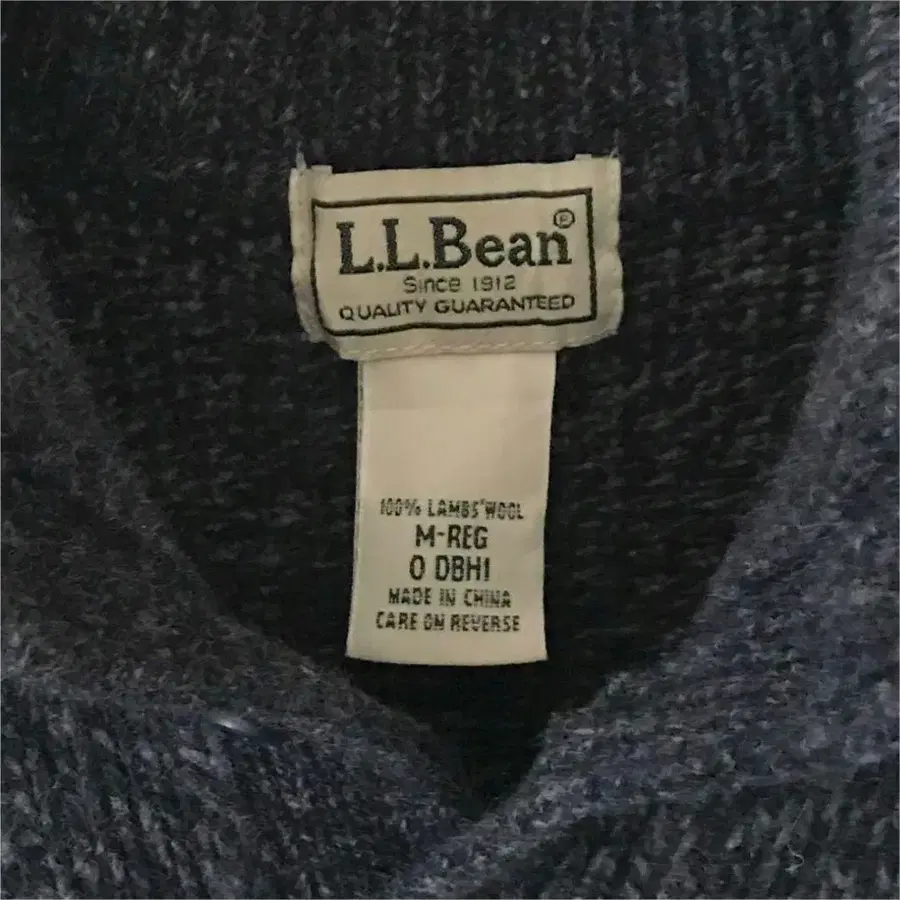 L.L.Bean®
Since 1912
QUALITY GUARANTEED
100% LAMBS'WOOL
M-REG
0 DBH1
MADE IN CHINA
CARE ON REVERSE